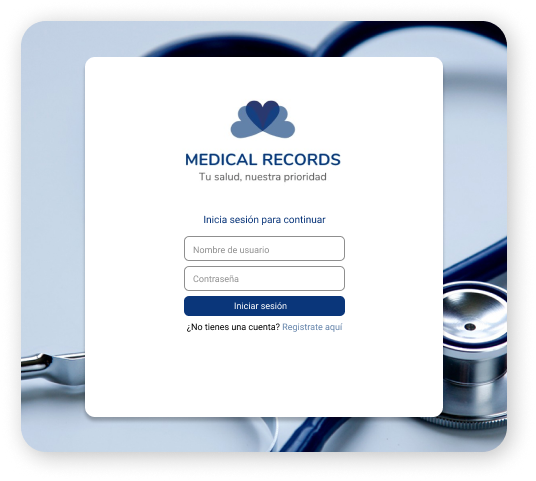 MEDICAL RECORDS
Tu salud, nuestra prioridad
Inicia sesión para continuar
Nombre de usuario
Contraseña
Iniciar sesión
¿No tienes una cuenta? Registrate aquí